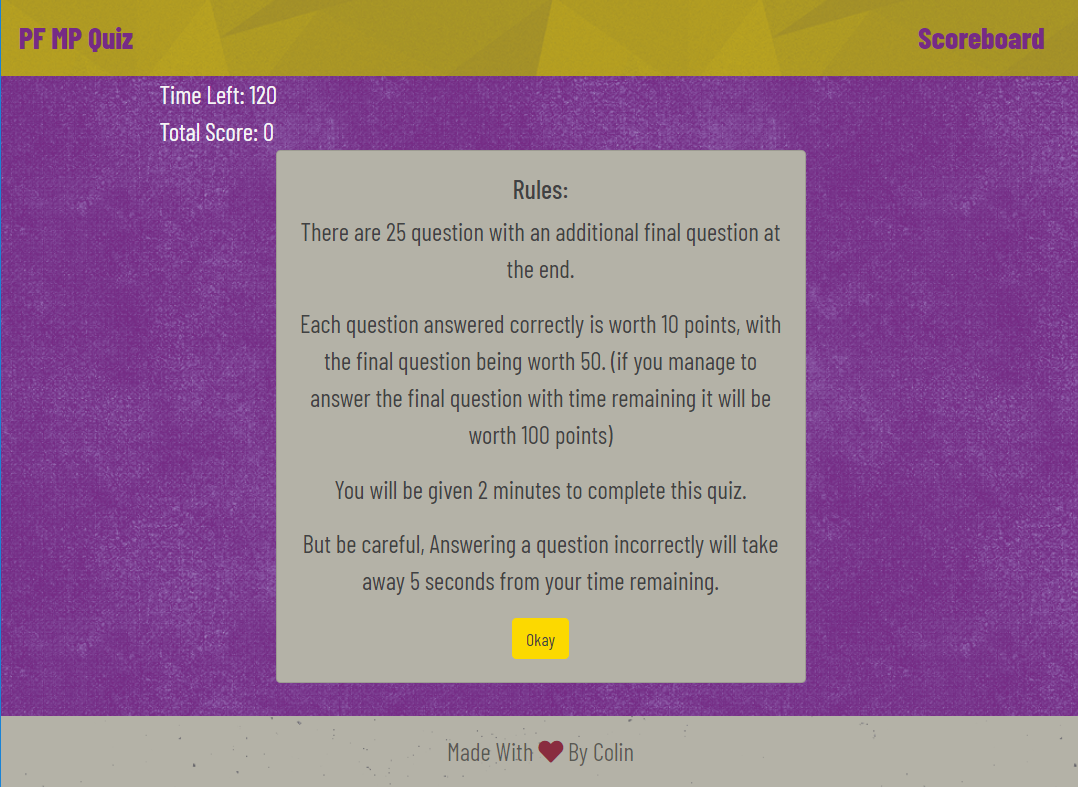 PF MP Quiz
Scoreboard
Time Left: 120
Total Score: 0
Rules:
There are 25 question with an additional final question at
the end.
Each question answered correctly is worth 10 points, with
the final question being worth 50. (if you manage to
answer the final question with time remaining it will be
worth 100 points)
You will be given 2 minutes to complete this quiz.
But be careful, Answering a question incorrectly will take
away 5 seconds from your time remaining.
Okay
Made With By Colin